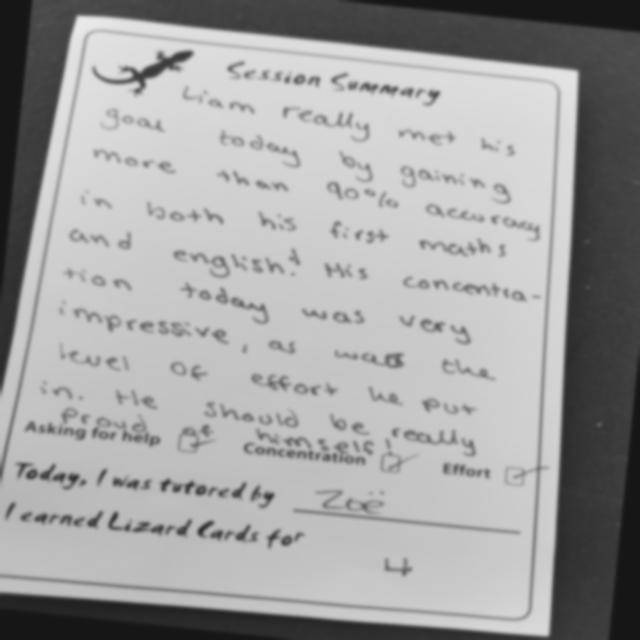 Session Summary
Liam really met his
goal today by gaining
more than 90% accuracy
in both his first maths
and english! His concentra-
tion today was very
impressive, as was the
level of effort he put
in. He should be really
proud of himself!
Asking for help Concentration Effort
Today, I was tutored by Zoë
I earned Lizard Cards for 4